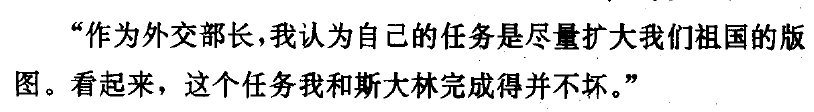 “作为外交部长，我认为自己的任务是尽量扩大我们祖国的版
图。看起来，这个任务我和斯大林完成得并不坏。”